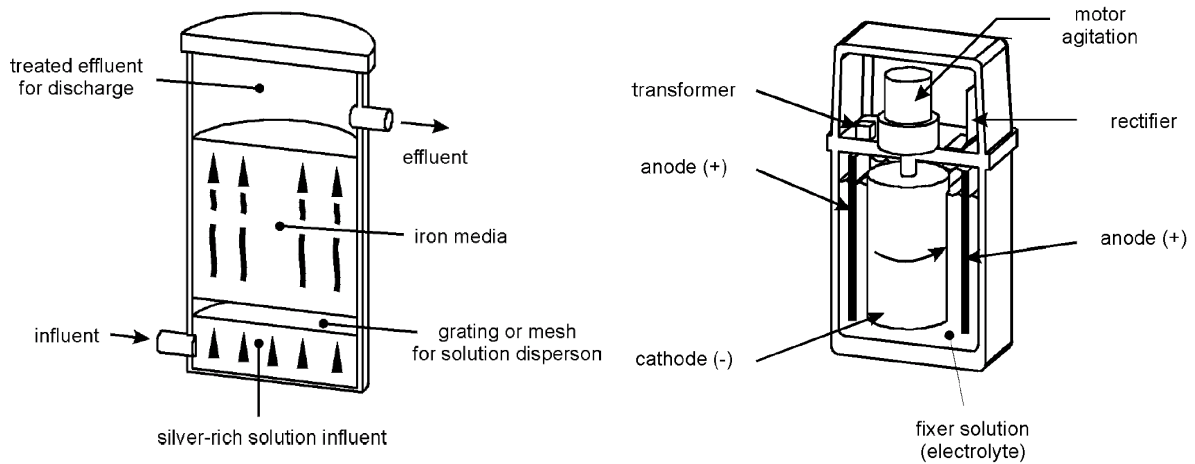 treated effluent
for discharge
effluent
iron media
influent
grating or mesh
for solution disperson
silver-rich solution influent
motor
agitation
transformer
rectifier
anode (+)
anode (+)
cathode (-)
fixer solution
(electrolyte)